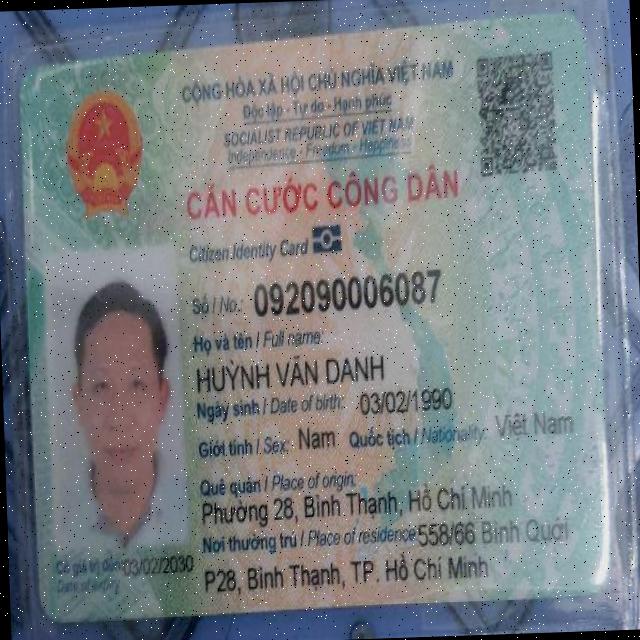 CỘNG HÒA XÃ HỘI CHỦ NGHĨA VIỆT NAM
Độc lập - Tự do - Hạnh phúc
SOCIALIST REPUBLIC OF VIET NAM
Independence - Freedom - Happiness
CĂN CƯỚC CÔNG DÂN
Citizen Identity Card
Số / No.: 092090006087
Họ và tên / Full name:
HUỲNH VĂN DANH
Ngày sinh / Date of birth: 03/02/1990
Giới tính / Sex: Nam Quốc tịch / Nationality: Việt Nam
Quê quán / Place of origin:
Phường 28, Bình Thạnh, Hồ Chí Minh
Nơi thường trú / Place of residence: 558/66 Bình Quới
P28, Bình Thạnh, TP. Hồ Chí Minh
Có giá trị đến: 03/02/2030
Date of expiry